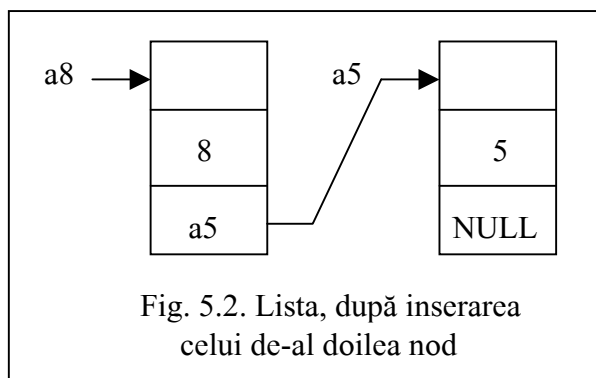 a8
a5
8
5
a5
NULL
Fig. 5.2. Lista, după inserarea
celui de-al doilea nod